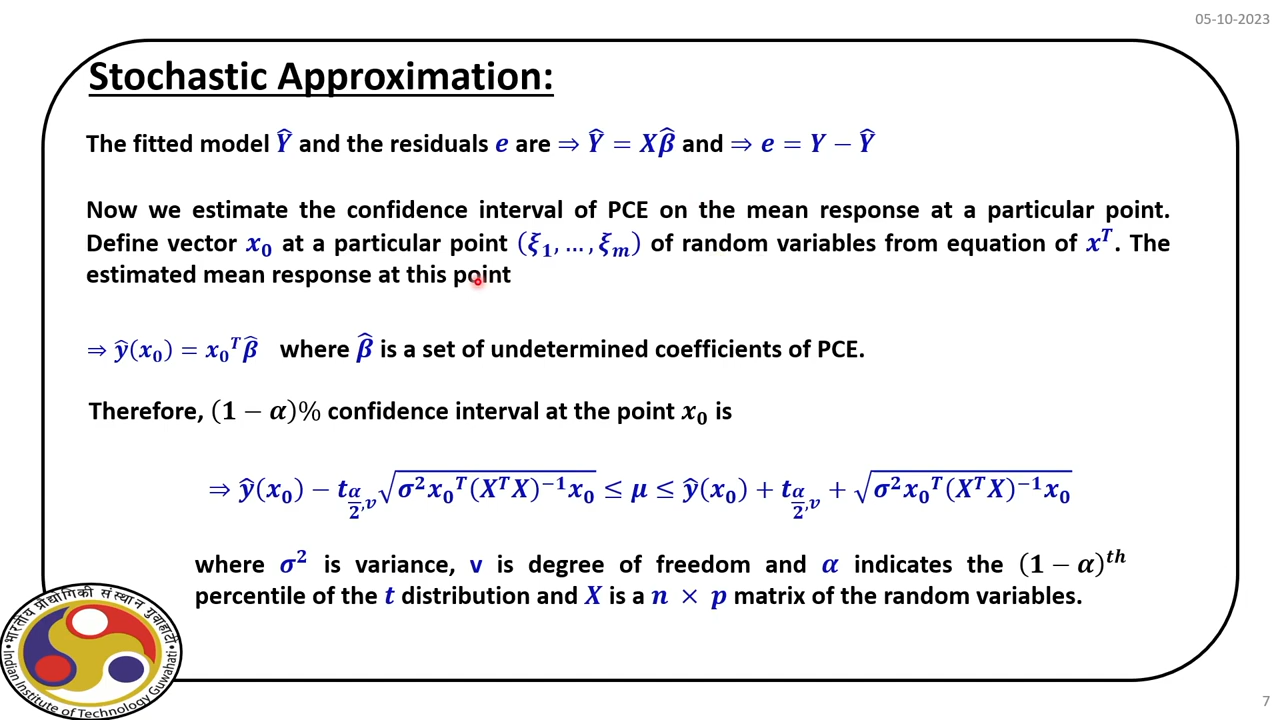 05-10-2023
Stochastic Approximation:
The fitted model Ŷ and the residuals e are ⇒ Ŷ = Xβ̂ and ⇒ e = Y − Ŷ
Now we estimate the confidence interval of PCE on the mean response at a particular point.
Define vector x₀ at a particular point (ξ₁, … , ξₘ) of random variables from equation of xᵀ. The
estimated mean response at this point
⇒ ŷ(x₀) = x₀ᵀβ̂ where β̂ is a set of undetermined coefficients of PCE.
Therefore, (1 − α)% confidence interval at the point x₀ is
⇒ ŷ(x₀) − t_{α/2,v} √(σ²x₀ᵀ(XᵀX)⁻¹x₀) ≤ μ ≤ ŷ(x₀) + t_{α/2,v} + √(σ²x₀ᵀ(XᵀX)⁻¹x₀)
where σ² is variance, v is degree of freedom and α indicates the (1 − α)ᵗʰ
percentile of the t distribution and X is a n × p matrix of the random variables.
भारतीय प्रौद्योगिकी संस्थान गुवाहाटी
Indian Institute of Technology Guwahati
7